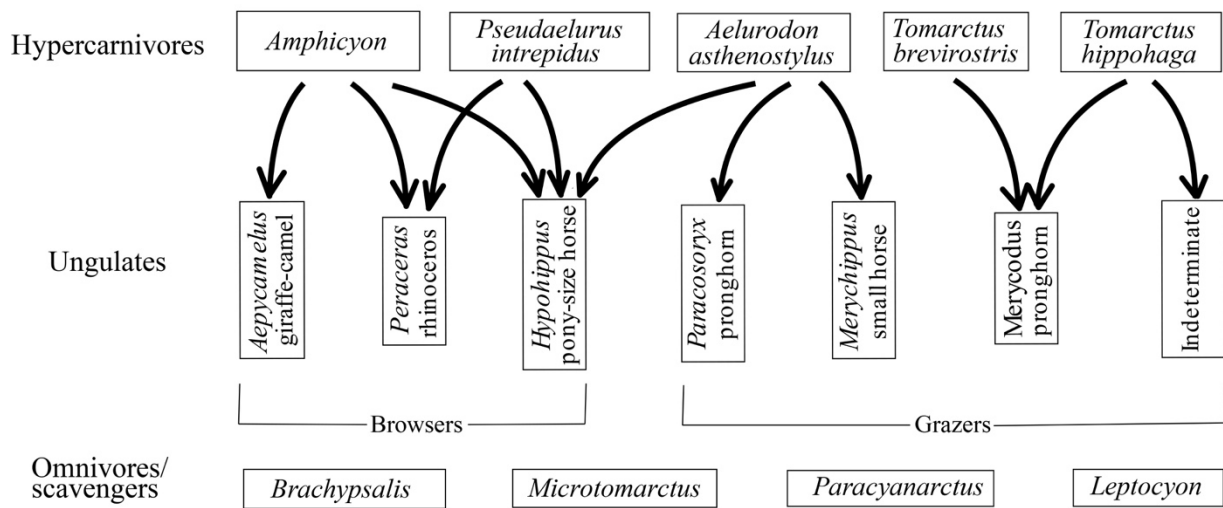 Hypercarnivores
Amphicyon
Pseudaelurus
intrepidus
Aelurodon
asthenostylus
Tomarctus
brevirostris
Tomarctus
hippohaga
Ungulates
Aepycamelus
giraffe-camel
Peraceras
rhinoceros
Hypohippus
pony-size horse
Paracosoryx
pronghorn
Merychippus
small horse
Merycodus
pronghorn
Indeterminate
Browsers
Grazers
Omnivores/
scavengers
Brachypsalis
Microtomarctus
Paracyanarctus
Leptocyon